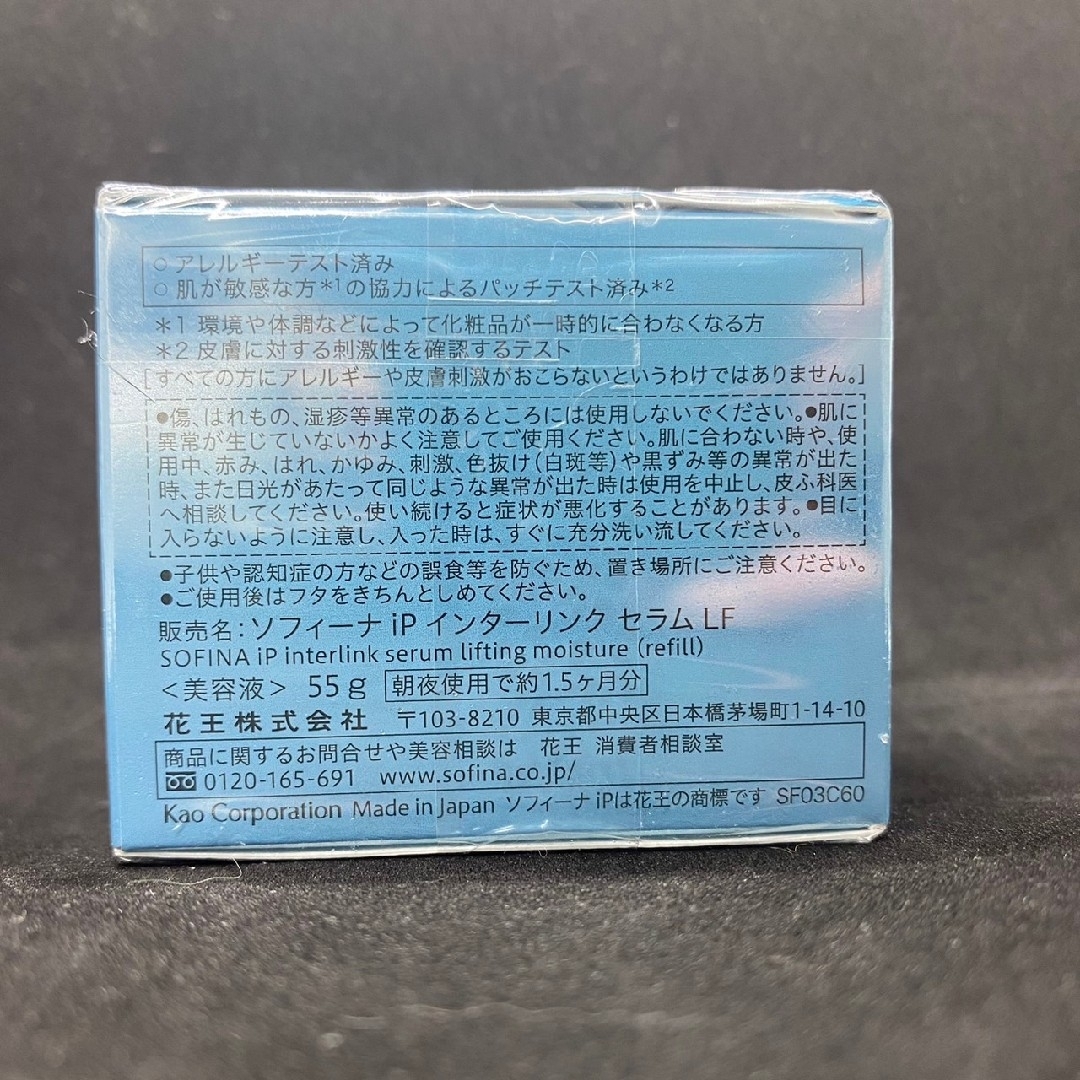 ○ アレルギーテスト済み
○ 肌が敏感な方*1の協力によるパッチテスト済み*2
*1 環境や体調などによって化粧品が一時的に合わなくなる方
*2 皮膚に対する刺激性を確認するテスト
[すべての方にアレルギーや皮膚刺激がおこらないというわけではありません。]
●傷、はれもの、湿疹等異常のあるところには使用しないでください。●肌に
異常が生じていないかよく注意してご使用ください。肌に合わない時や、使
用中、赤み、はれ、かゆみ、刺激、色抜け(白斑等)や黒ずみ等の異常が出た
時、また日光があたって同じような異常が出た時は使用を中止し、皮ふ科医
へ相談してください。使い続けると症状が悪化することがあります。●目に
入らないように注意し、入った時は、すぐに充分洗い流してください。
●子供や認知症の方などの誤食等を防ぐため、置き場所にご注意ください。
●ご使用後はフタをきちんとしめてください。
販売名:ソフィーナ iP インターリンク セラム LF
SOFINA iP interlink serum lifting moisture (refill)
<美容液> 55g 朝夜使用で約1.5ヶ月分
花王株式会社 〒103-8210 東京都中央区日本橋茅場町1-14-10
商品に関するお問合せや美容相談は 花王 消費者相談室
0120-165-691 www.sofina.co.jp/
Kao Corporation Made in Japan ソフィーナ iPは花王の商標です SF03C60